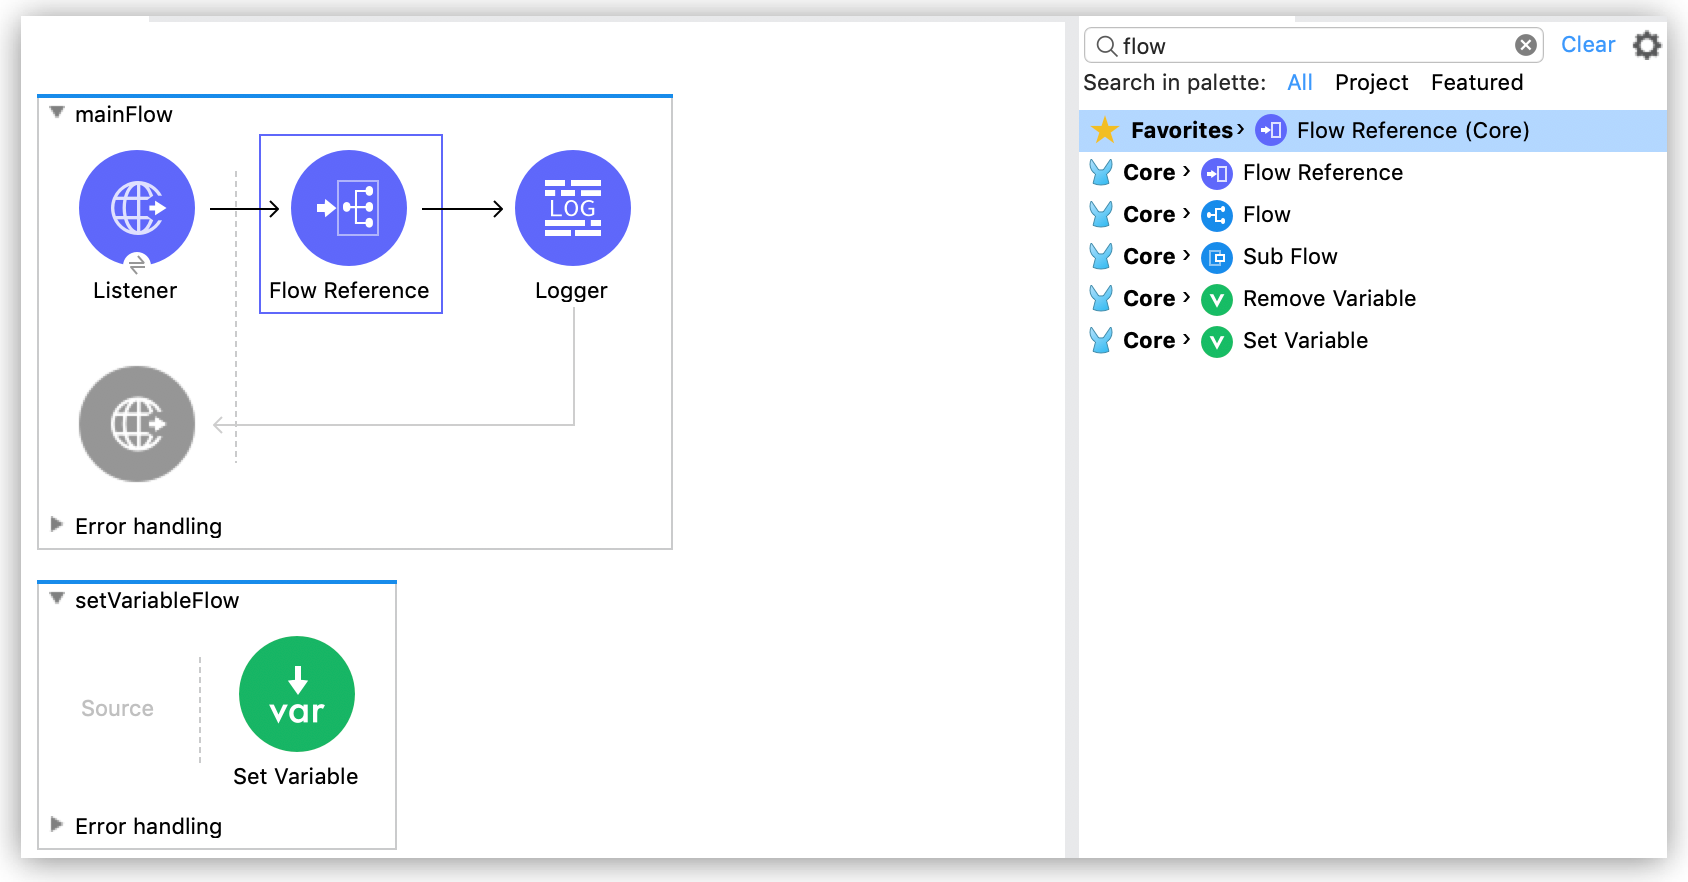 mainFlow
Listener
Flow Reference
LOG
Logger
Error handling
setVariableFlow
Source
var
Set Variable
Error handling
flow
Clear
Search in palette: All Project Featured
Favorites › Flow Reference (Core)
Core › Flow Reference
Core › Flow
Core › Sub Flow
Core › V Remove Variable
Core › V Set Variable